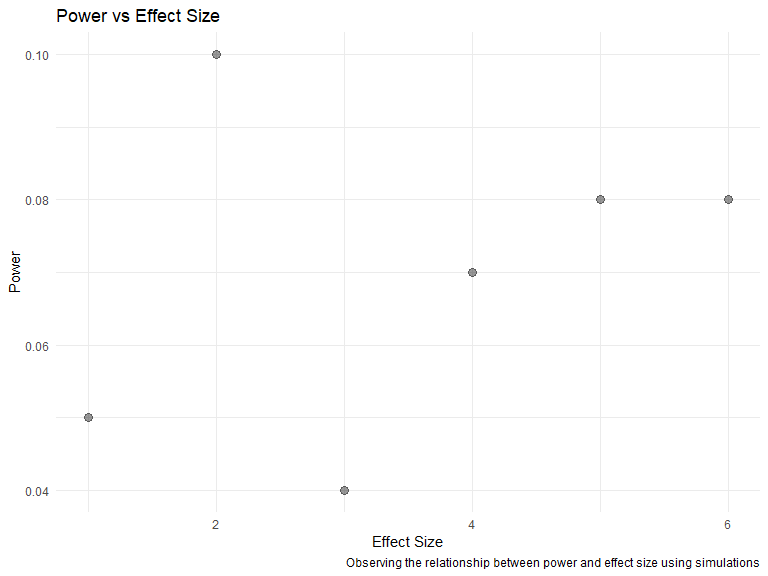 Power vs Effect Size
0.10
0.08
0.06
0.04
Power
2
4
6
Effect Size
Observing the relationship between power and effect size using simulations